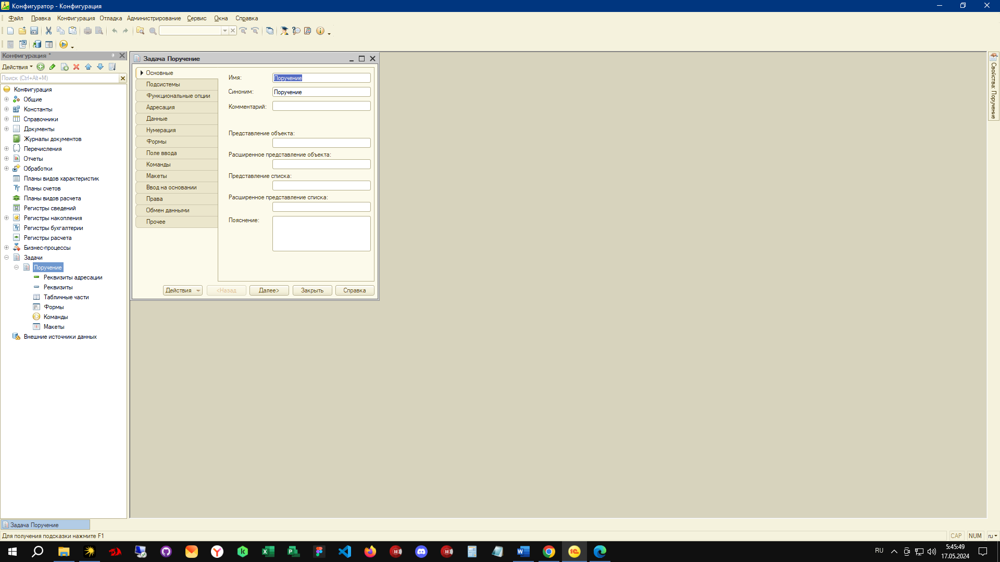 Конфигуратор - Конфигурация
Файл Правка Конфигурация Отладка Администрирование Сервис Окна Справка
Конфигурация *
Действия
Поиск (Ctrl+Alt+M)
Конфигурация
Общие
Константы
Справочники
Документы
Журналы документов
Перечисления
Отчеты
Обработки
Планы видов характеристик
Планы счетов
Планы видов расчета
Регистры сведений
Регистры накопления
Регистры бухгалтерии
Регистры расчета
Бизнес-процессы
Задачи
Поручение
Реквизиты адресации
Реквизиты
Табличные части
Формы
Команды
Макеты
Внешние источники данных
Задача Поручение
Основные
Подсистемы
Функциональные опции
Адресация
Данные
Нумерация
Формы
Поле ввода
Команды
Макеты
Ввод на основании
Права
Обмен данными
Прочее
Имя: Поручение
Синоним: Поручение
Комментарий:
Представление объекта:
Расширенное представление объекта:
Представление списка:
Расширенное представление списка:
Пояснение:
Действия <Назад Далее> Закрыть Справка
Свойства: Поручение
Задача Поручение
Для получения подсказки нажмите F1
CAP NUM ru
RU
5:45:49
17.05.2024